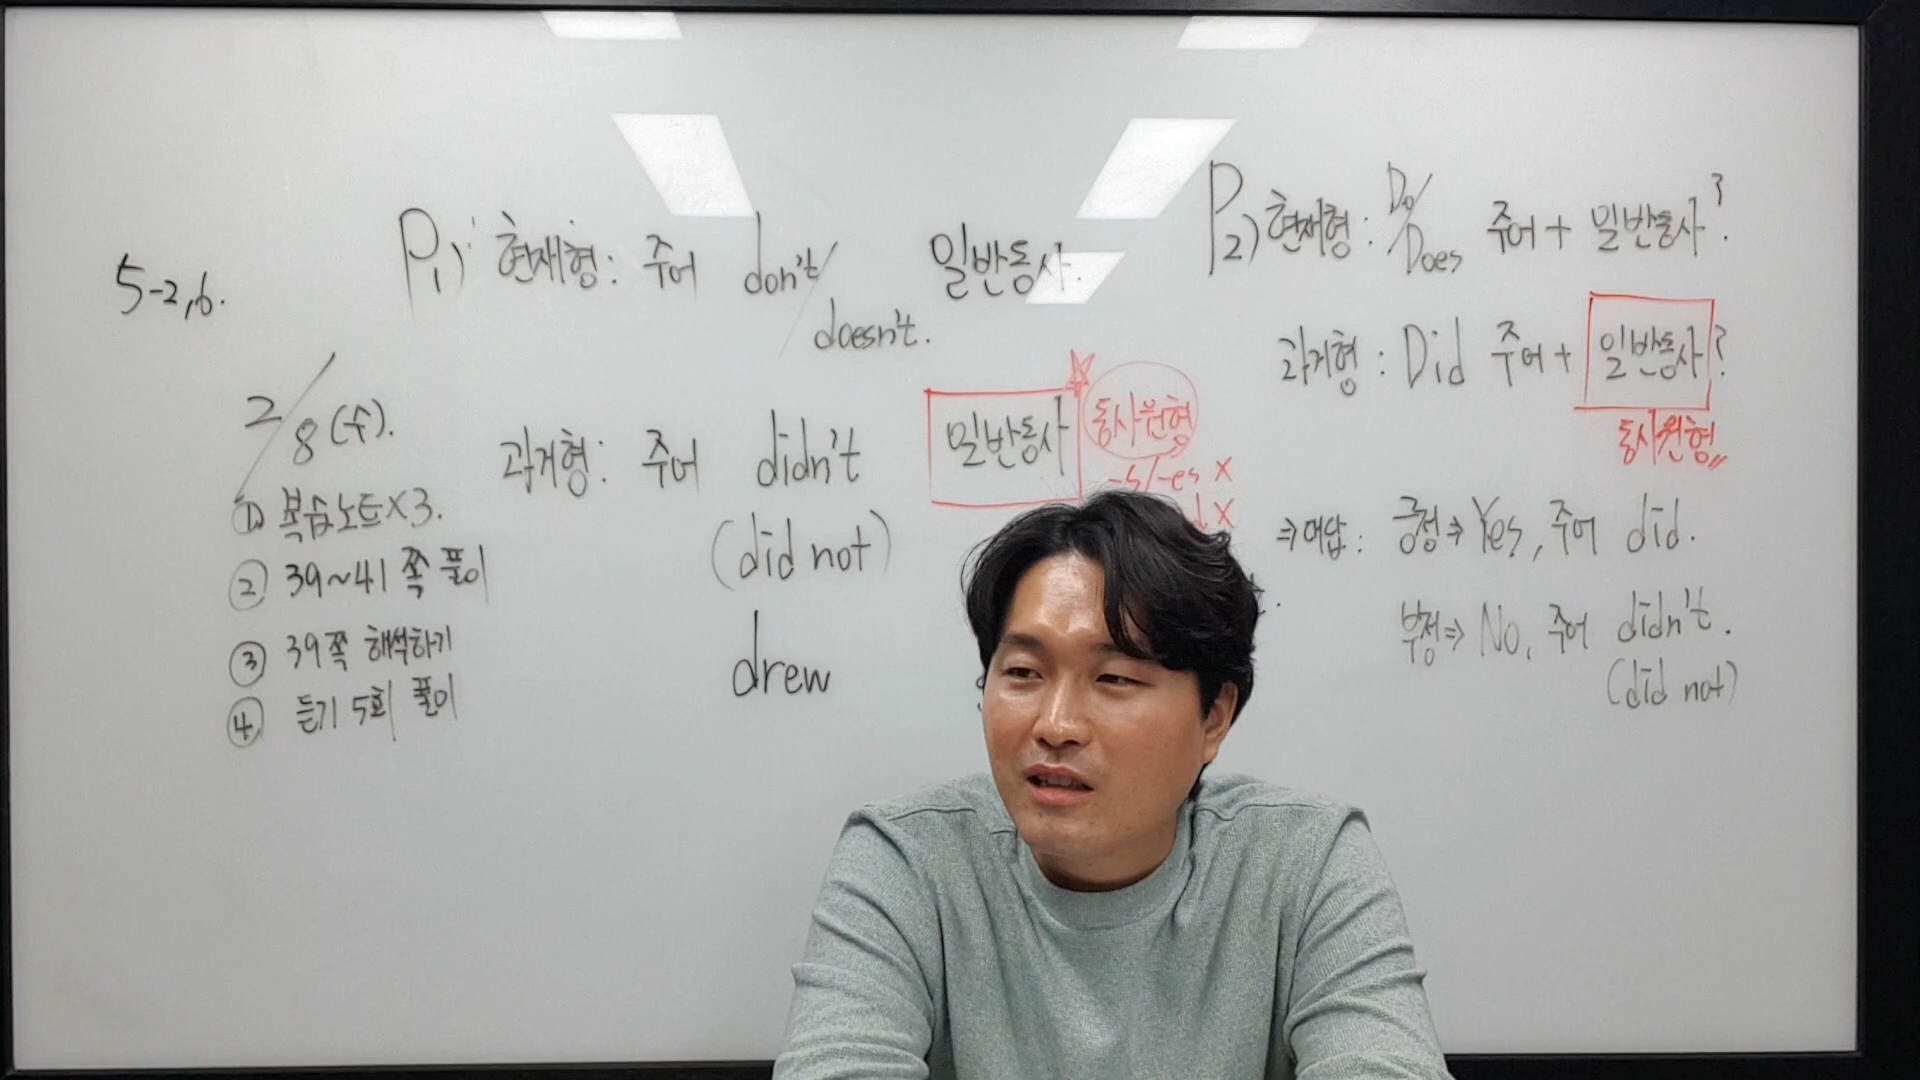 5-2,6.
2/8(수).
① 복습노트×3.
② 39~41 쪽 풀이
③ 39쪽 해석하기
④ 듣기 5회 풀이
P1) 현재형: 주어 don't/doesn't. 일반동사.
과거형: 주어 didn't 일반동사 동사원형
(did not) -s/-es x
d x
drew
P2) 현재형: Do/Does 주어 + 일반동사?
과거형: Did 주어 + 일반동사?
동사원형
⇒ 대답: 긍정⇒ Yes, 주어 did.
부정⇒ No, 주어 didn't.
(did not)